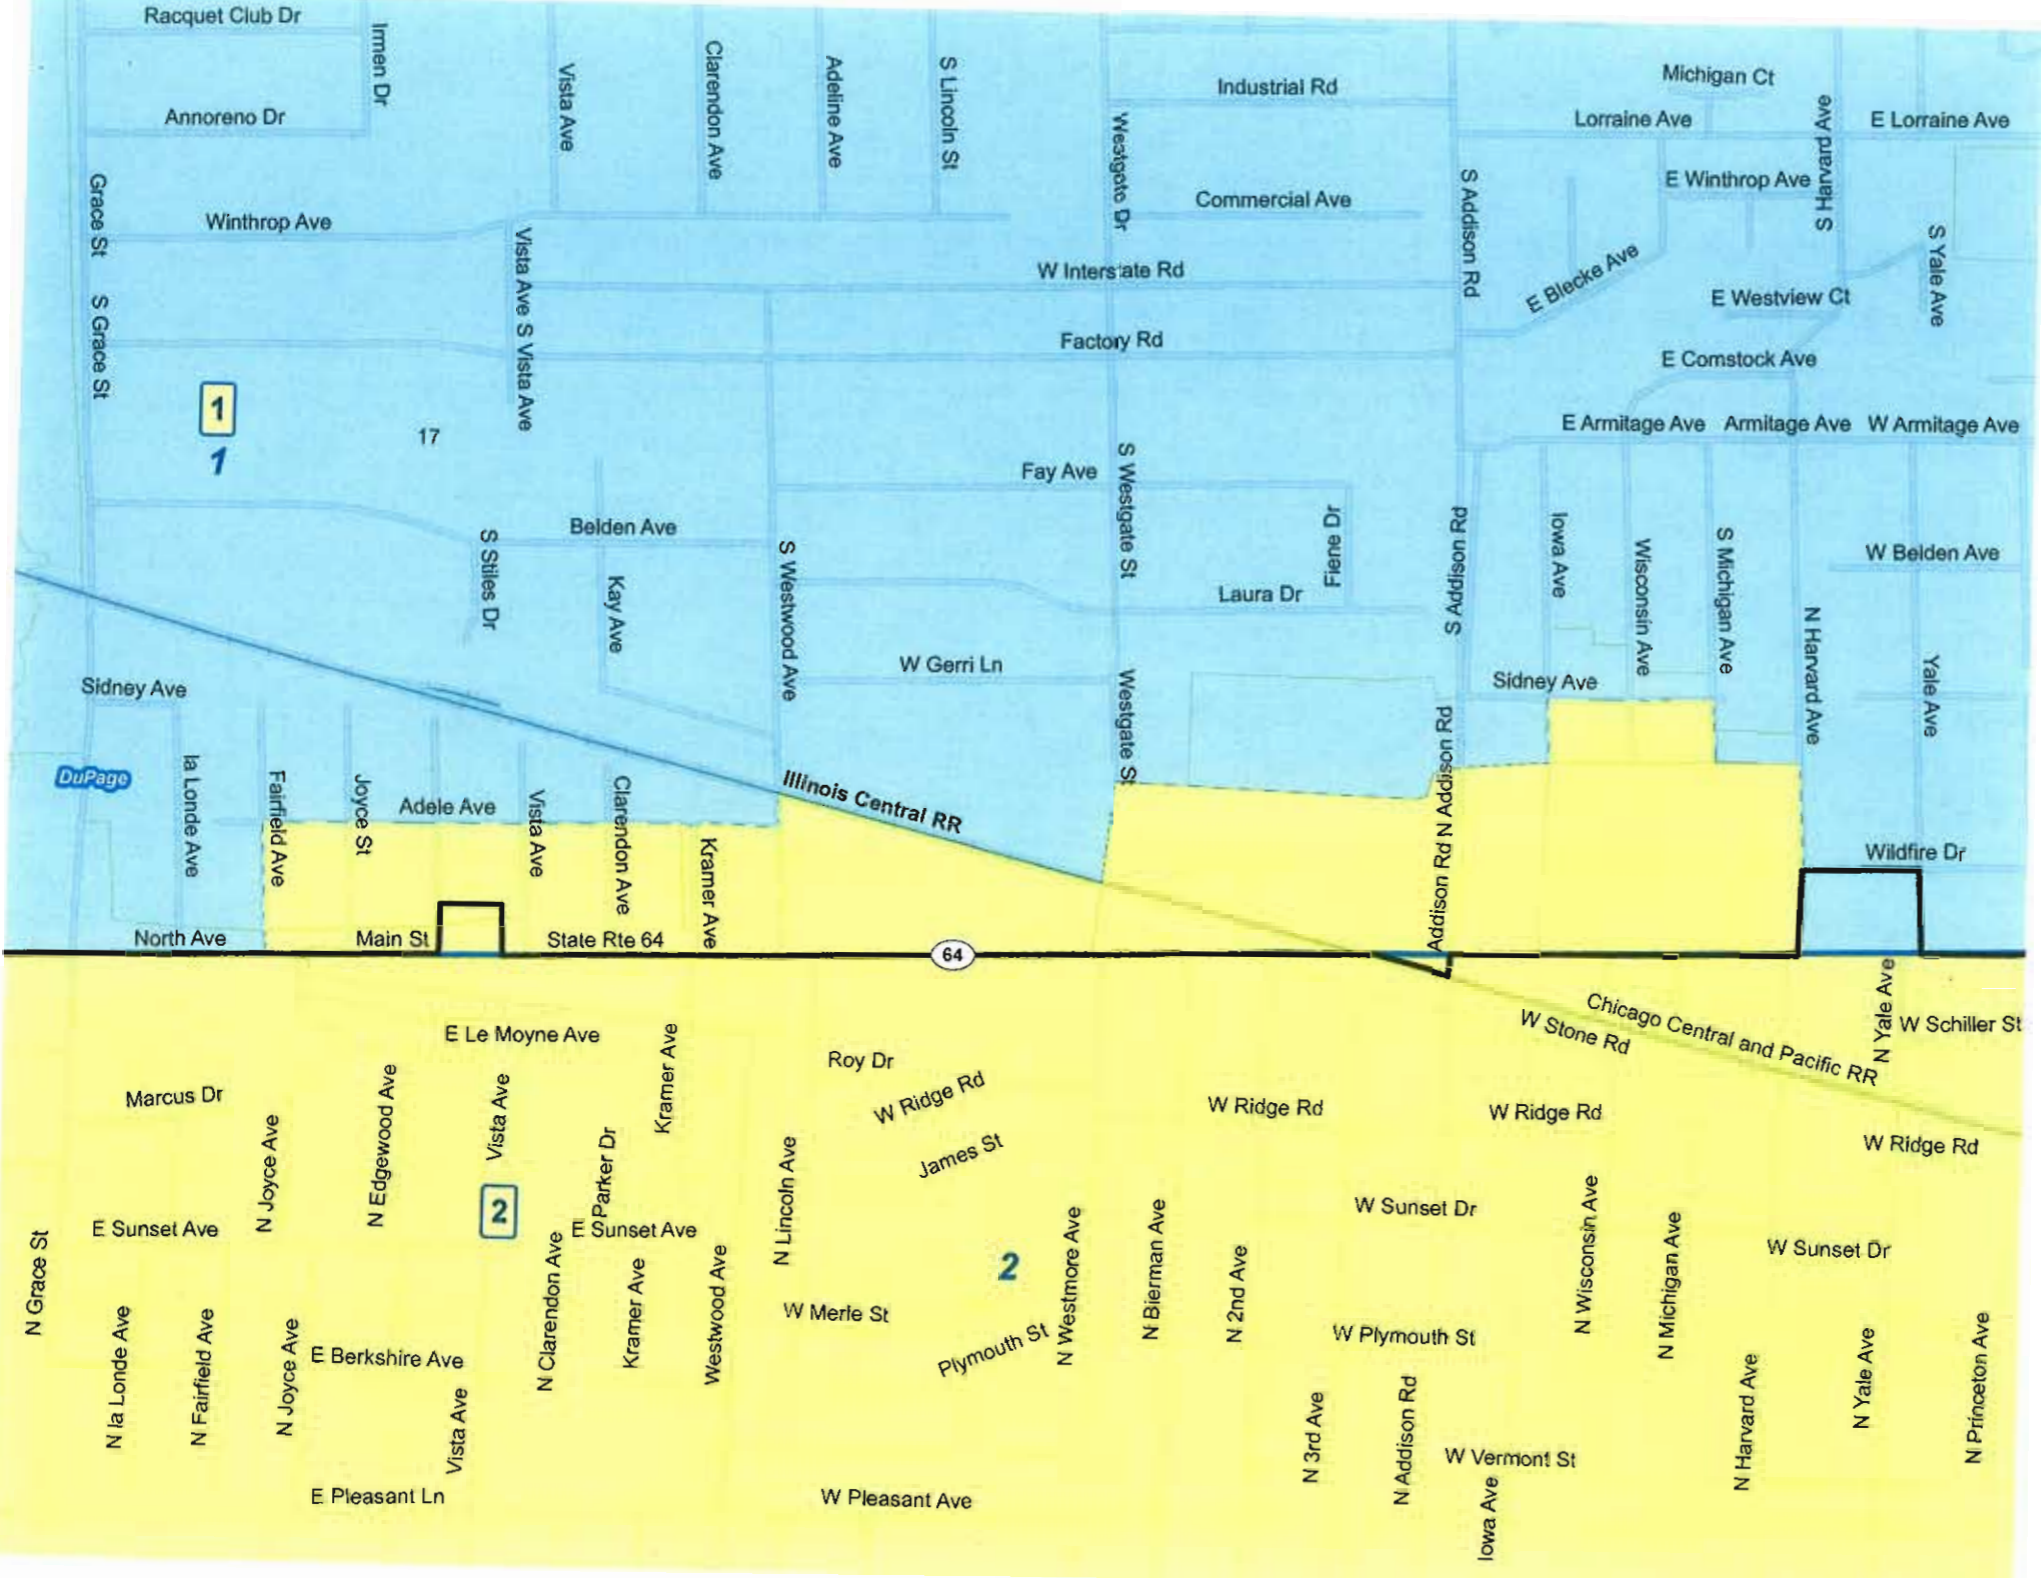 Racquet Club Dr
Irmen Dr
Annoreno Dr
Vista Ave
Clarendon Ave
Adeline Ave
S Lincoln St
Westgote Dr
Industrial Rd
Commercial Ave
S Addison Rd
Michigan Ct
Lorraine Ave
S Harvard Ave
E Lorraine Ave
E Winthrop Ave
S Yale Ave
Grace St
S Grace St
Winthrop Ave
Vista Ave
S Vista Ave
W Interstate Rd
Factory Rd
E Blecke Ave
E Westview Ct
E Comstock Ave
E Armitage Ave
Armitage Ave
W Armitage Ave
1
1
17
Fay Ave
S Westgate St
Belden Ave
S Stiles Dr
Kay Ave
S Westwood Ave
Fiene Dr
Laura Dr
S Addison Rd
Iowa Ave
Wisconsin Ave
S Michigan Ave
N Harvard Ave
W Belden Ave
Yale Ave
W Gerri Ln
Westgate St
Sidney Ave
Sidney Ave
DuPage
la Londe Ave
Fairfield Ave
Joyce St
Adele Ave
Vista Ave
Clarendon Ave
Kramer Ave
Illinois Central RR
N Addison Rd
Addison Rd
Wildfire Dr
North Ave
Main St
State Rte 64
64
Chicago Central and Pacific RR
W Stone Rd
N Yale Ave
W Schiller St
E Le Moyne Ave
Kramer Ave
Roy Dr
W Ridge Rd
W Ridge Rd
W Ridge Rd
W Ridge Rd
Marcus Dr
N Joyce Ave
N Edgewood Ave
Vista Ave
Parker Dr
N Lincoln Ave
James St
2
E Sunset Ave
E Sunset Ave
W Sunset Dr
W Sunset Dr
N Grace St
N Clarendon Ave
Kramer Ave
Westwood Ave
2
N Westmore Ave
N Bierman Ave
N 2nd Ave
N Wisconsin Ave
N Michigan Ave
W Merle St
Plymouth St
W Plymouth St
N la Londe Ave
N Fairfield Ave
N Joyce Ave
E Berkshire Ave
Vista Ave
N 3rd Ave
N Addison Rd
W Vermont St
Iowa Ave
N Harvard Ave
N Yale Ave
N Princeton Ave
E Pleasant Ln
W Pleasant Ave